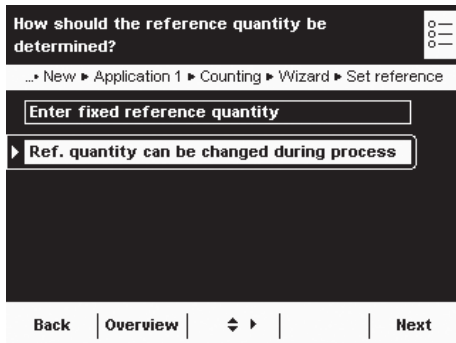 How should the reference quantity be
determined?
...• New ▸ Application 1 ▸ Counting ▸ Wizard ▸ Set reference
Enter fixed reference quantity
Ref. quantity can be changed during process
Back Overview Next